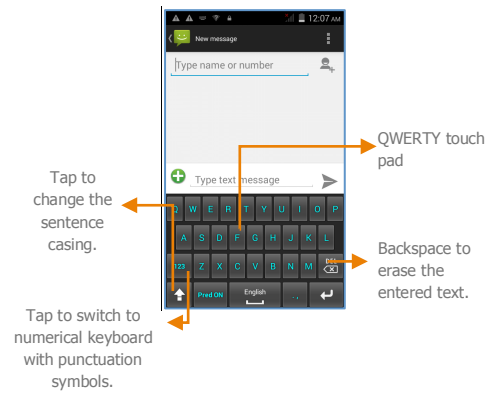 12:07 AM
New message
Type name or number
QWERTY touch
pad
Type text message
Tap to
change the
sentence
casing.
Q W E R T Y U I O P
A S D F G H J K L
123 Z X C V B N M DEL
Backspace to
erase the
entered text.
Pred ON English . ,
Tap to switch to
numerical keyboard
with punctuation
symbols.